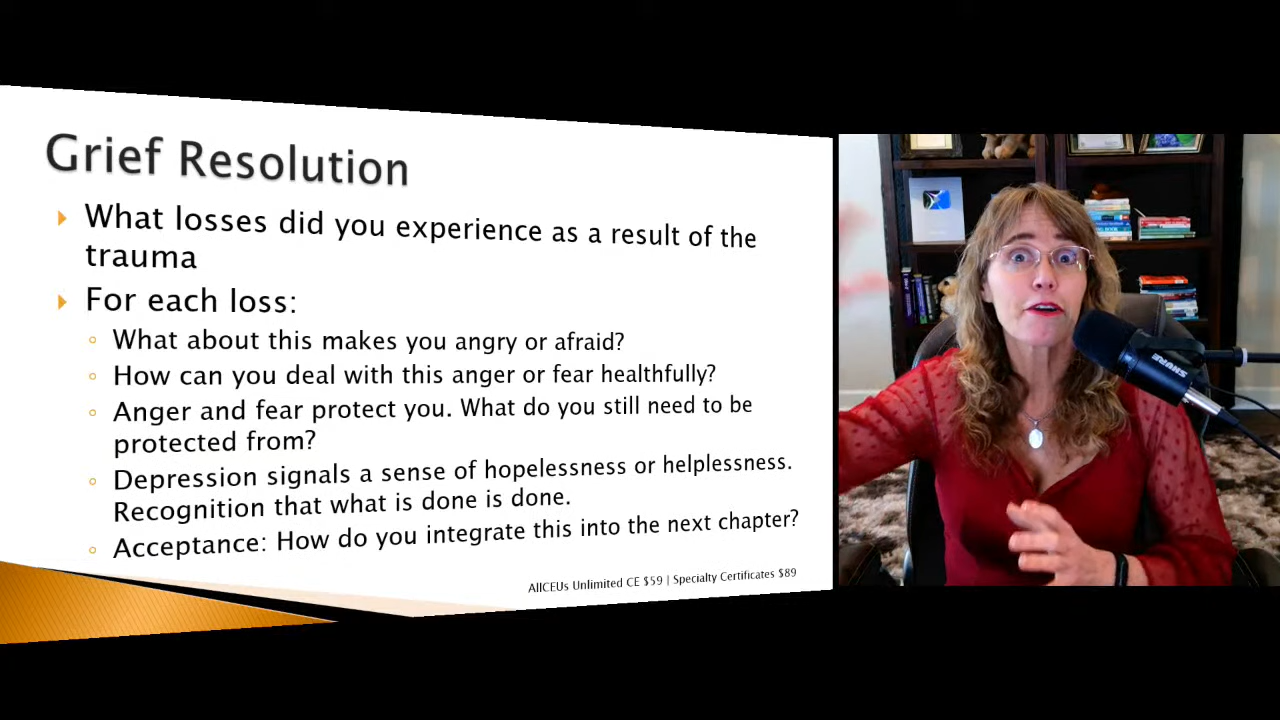 Grief Resolution
What losses did you experience as a result of the
trauma
For each loss:
What about this makes you angry or afraid?
How can you deal with this anger or fear healthfully?
Anger and fear protect you. What do you still need to be
protected from?
Depression signals a sense of hopelessness or helplessness.
Recognition that what is done is done.
Acceptance: How do you integrate this into the next chapter?
AllCEUs Unlimited CE $59 | Specialty Certificates $89
SHURE